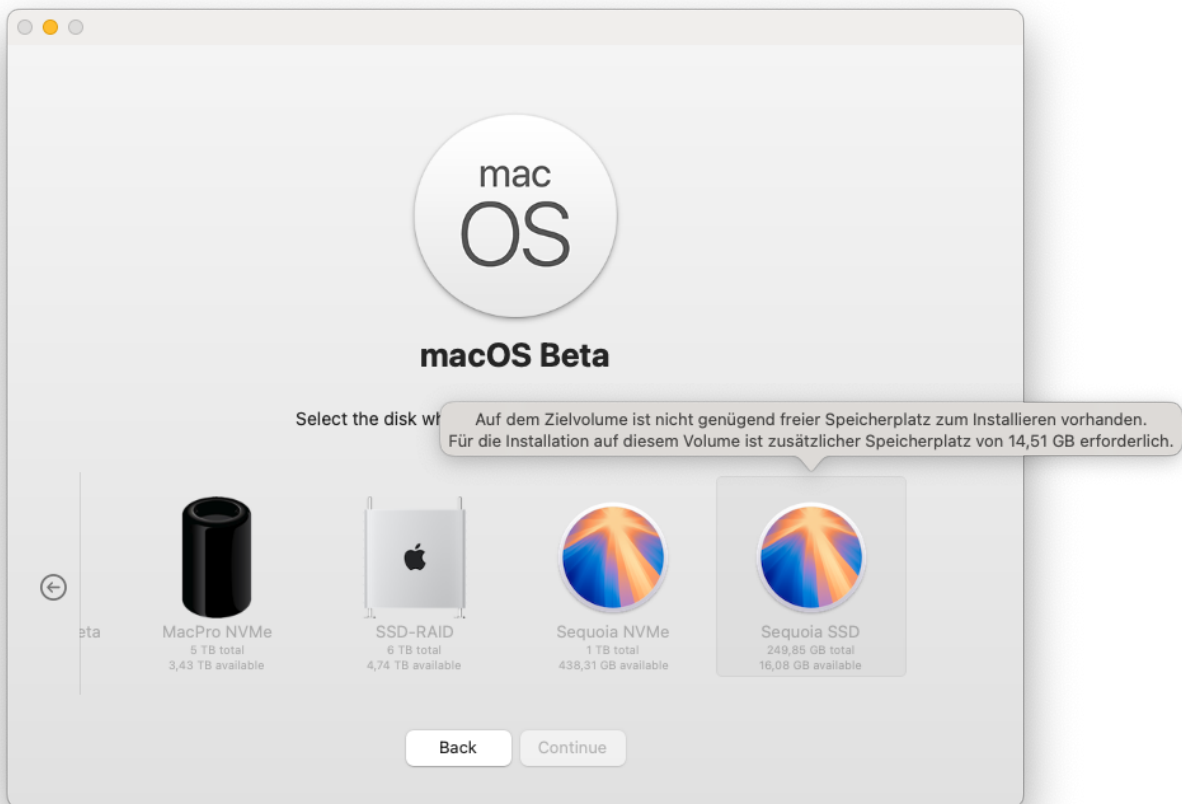 mac
OS
macOS Beta
Select the disk wh
Auf dem Zielvolume ist nicht genügend freier Speicherplatz zum Installieren vorhanden.
Für die Installation auf diesem Volume ist zusätzlicher Speicherplatz von 14,51 GB erforderlich.
eta
MacPro NVMe
5 TB total
3,43 TB available
SSD-RAID
6 TB total
4,74 TB available
Sequoia NVMe
1 TB total
438,31 GB available
Sequoia SSD
249,85 GB total
16,08 GB available
Back
Continue